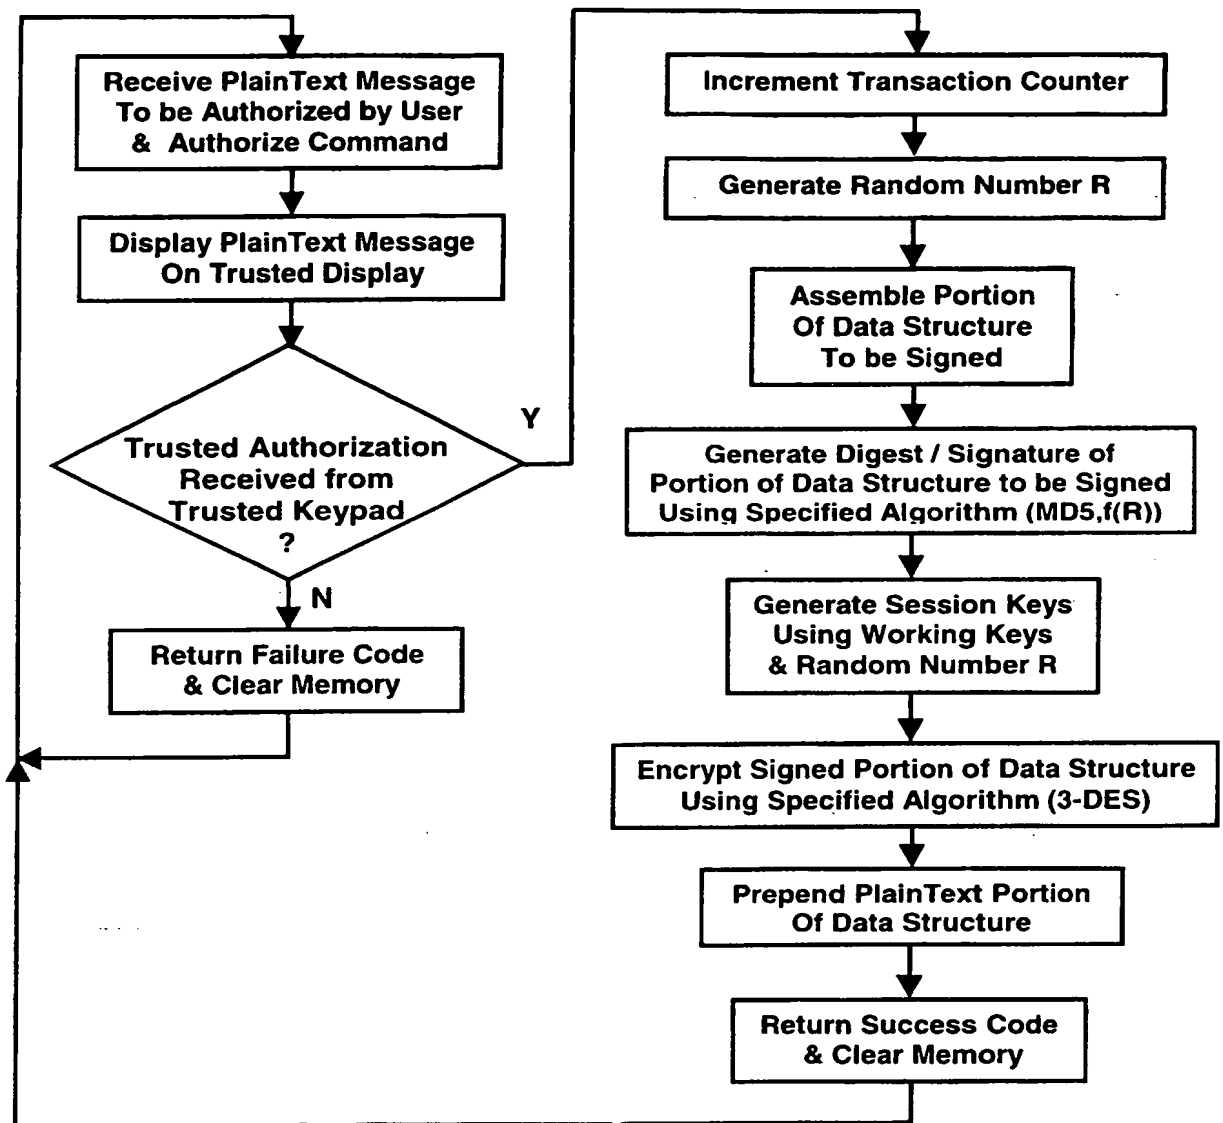 Receive PlainText Message
To be Authorized by User
& Authorize Command
Display PlainText Message
On Trusted Display
Trusted Authorization
Received from
Trusted Keypad
?
Y
N
Return Failure Code
& Clear Memory
Increment Transaction Counter
Generate Random Number R
Assemble Portion
Of Data Structure
To be Signed
Generate Digest / Signature of
Portion of Data Structure to be Signed
Using Specified Algorithm (MD5,f(R))
Generate Session Keys
Using Working Keys
& Random Number R
Encrypt Signed Portion of Data Structure
Using Specified Algorithm (3-DES)
Prepend PlainText Portion
Of Data Structure
Return Success Code
& Clear Memory